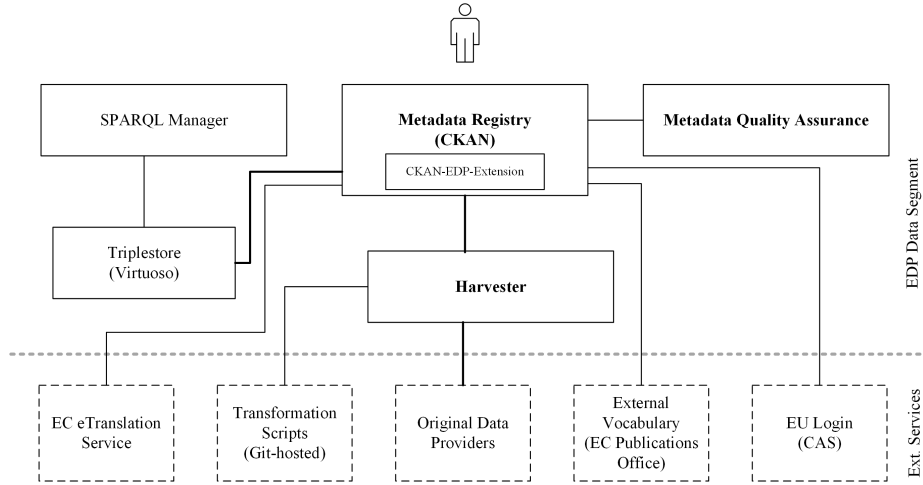 SPARQL Manager
Metadata Registry
(CKAN)
CKAN-EDP-Extension
Metadata Quality Assurance
Triplestore
(Virtuoso)
Harvester
EDP Data Segment
EC eTranslation
Service
Transformation
Scripts
(Git-hosted)
Original Data
Providers
External
Vocabulary
(EC Publications
Office)
EU Login
(CAS)
Ext. Services